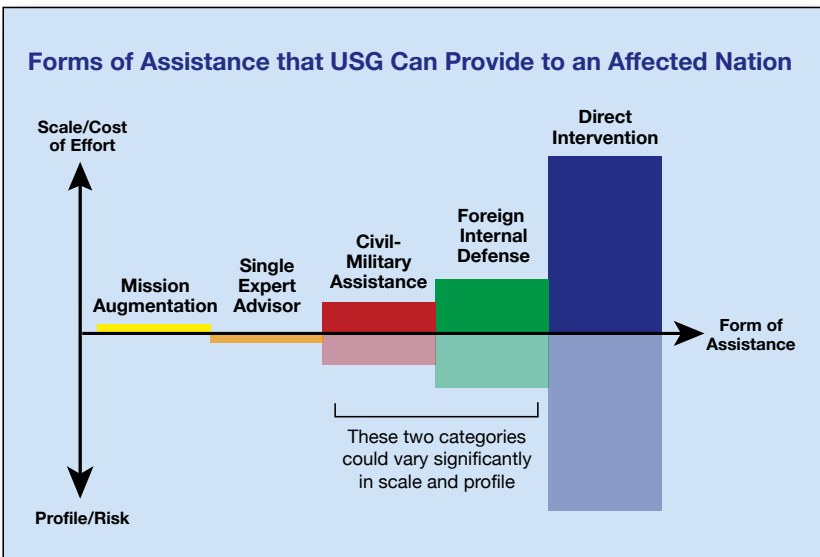 Forms of Assistance that USG Can Provide to an Affected Nation
Scale/Cost
of Effort
Mission
Augmentation
Single
Expert
Advisor
Civil-
Military
Assistance
Foreign
Internal
Defense
Direct
Intervention
Form of
Assistance
These two categories
could vary significantly
in scale and profile
Profile/Risk